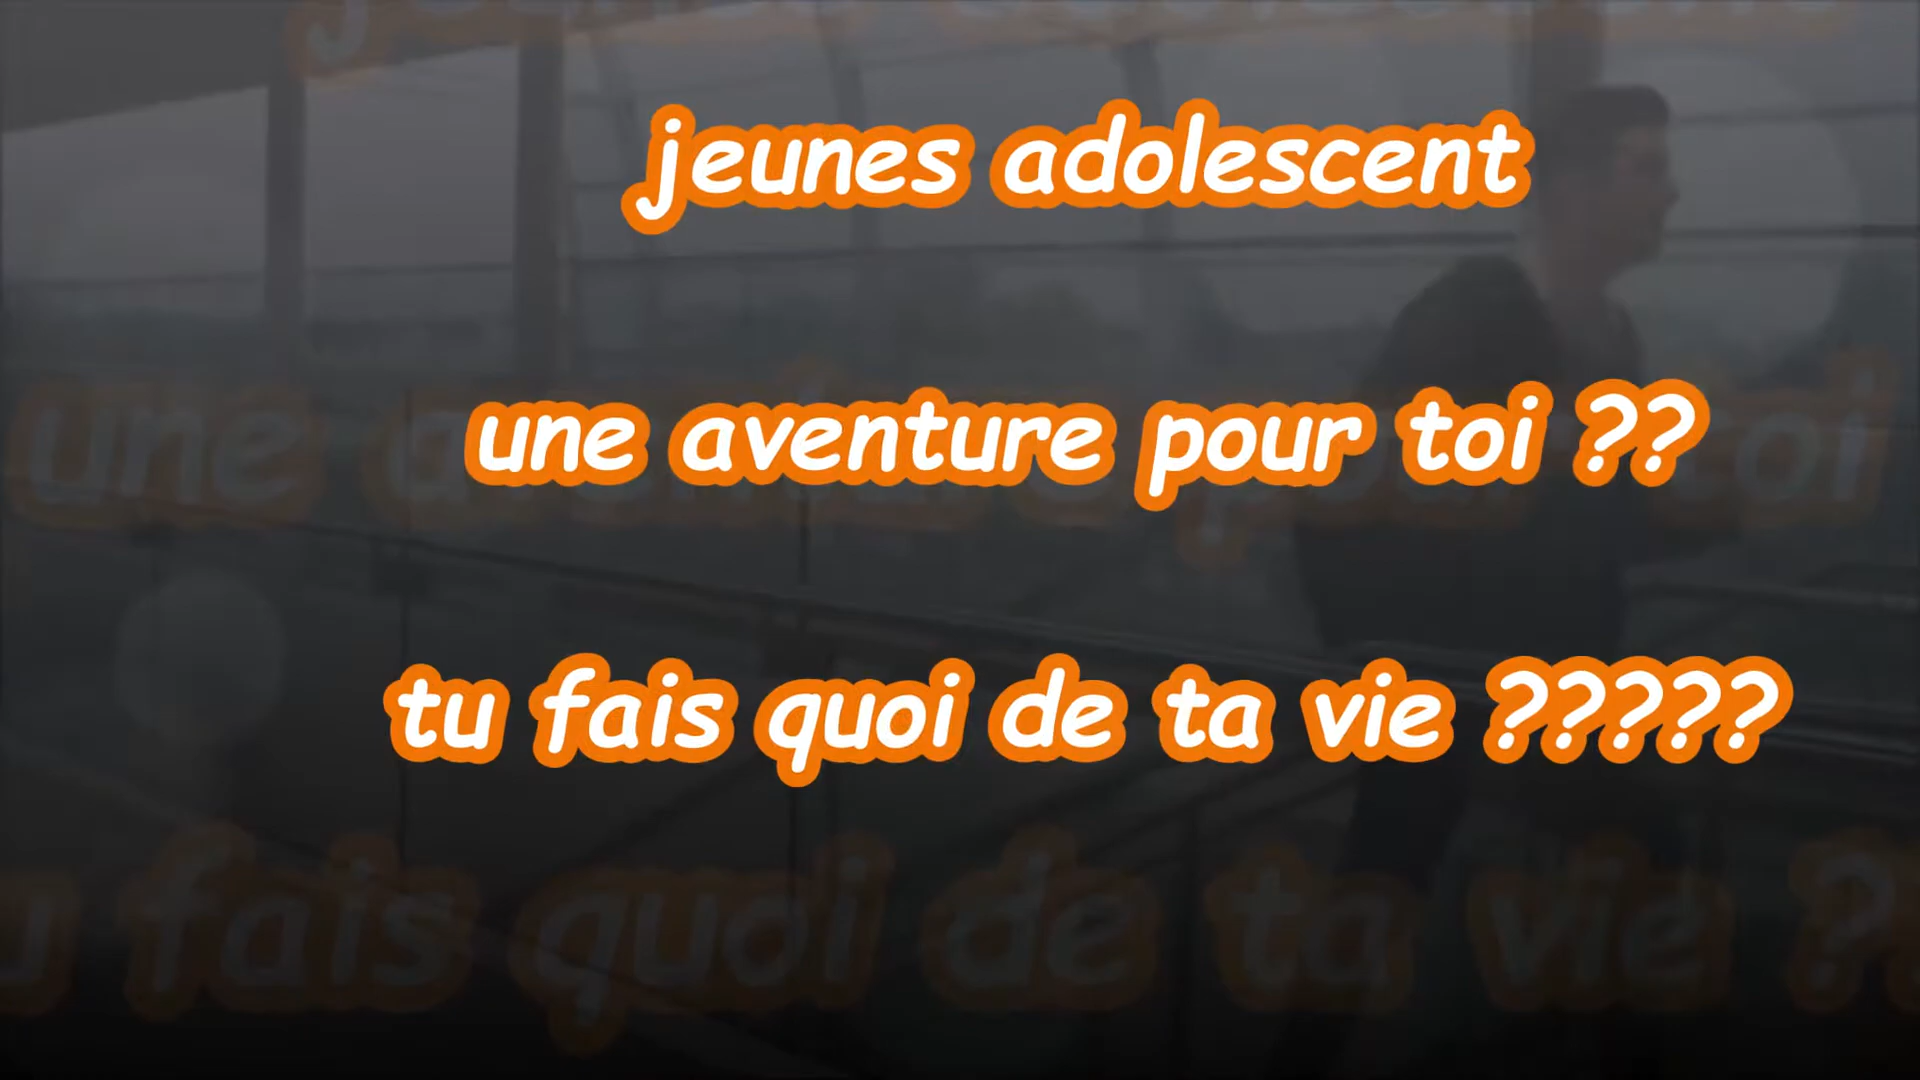 jeunes adolescent
une aventure pour toi ??
tu fais quoi de ta vie ?????